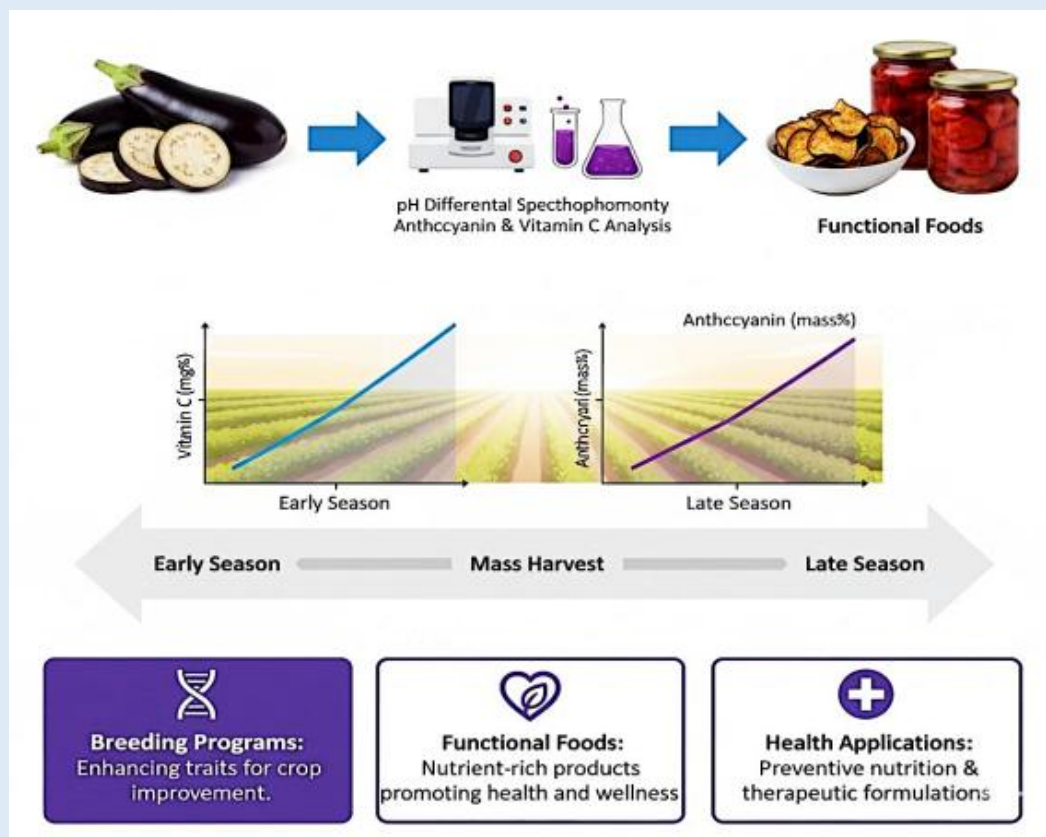 pH Differental Specthophomonty
Anthccyanin & Vitamin C Analysis
Functional Foods
Vitamin C (mg%)
Early Season
Anthccyanin (mass%)
Anthcryarl (mas%)
Late Season
Early Season
Mass Harvest
Late Season
Breeding Programs:
Enhancing traits for crop
improvement.
Functional Foods:
Nutrient-rich products
promoting health and wellness
Health Applications:
Preventive nutrition &
therapeutic formulations